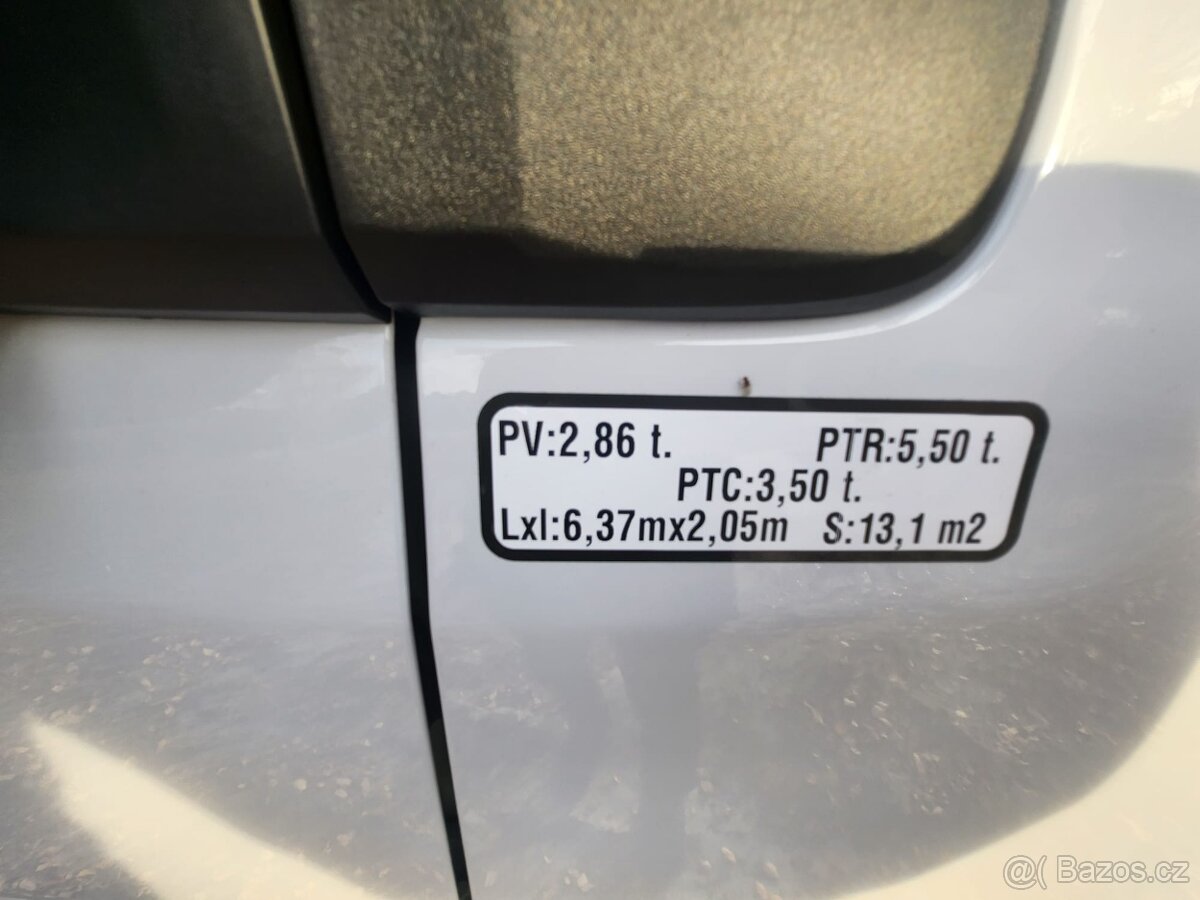 PV:2,86 t. PTR:5,50 t.
PTC:3,50 t.
Lxl:6,37mx2,05m S:13,1 m2
@( Bazos.cz